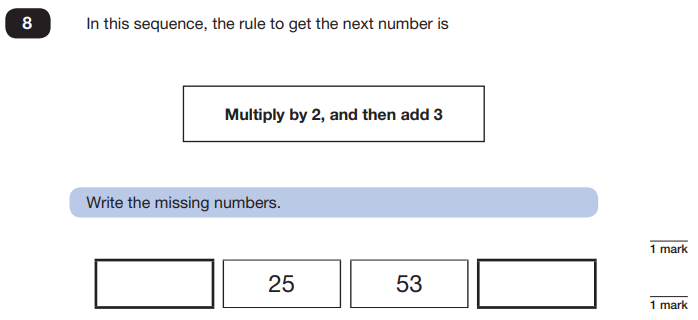 8
In this sequence, the rule to get the next number is
Multiply by 2, and then add 3
Write the missing numbers.
1 mark
25 53
1 mark